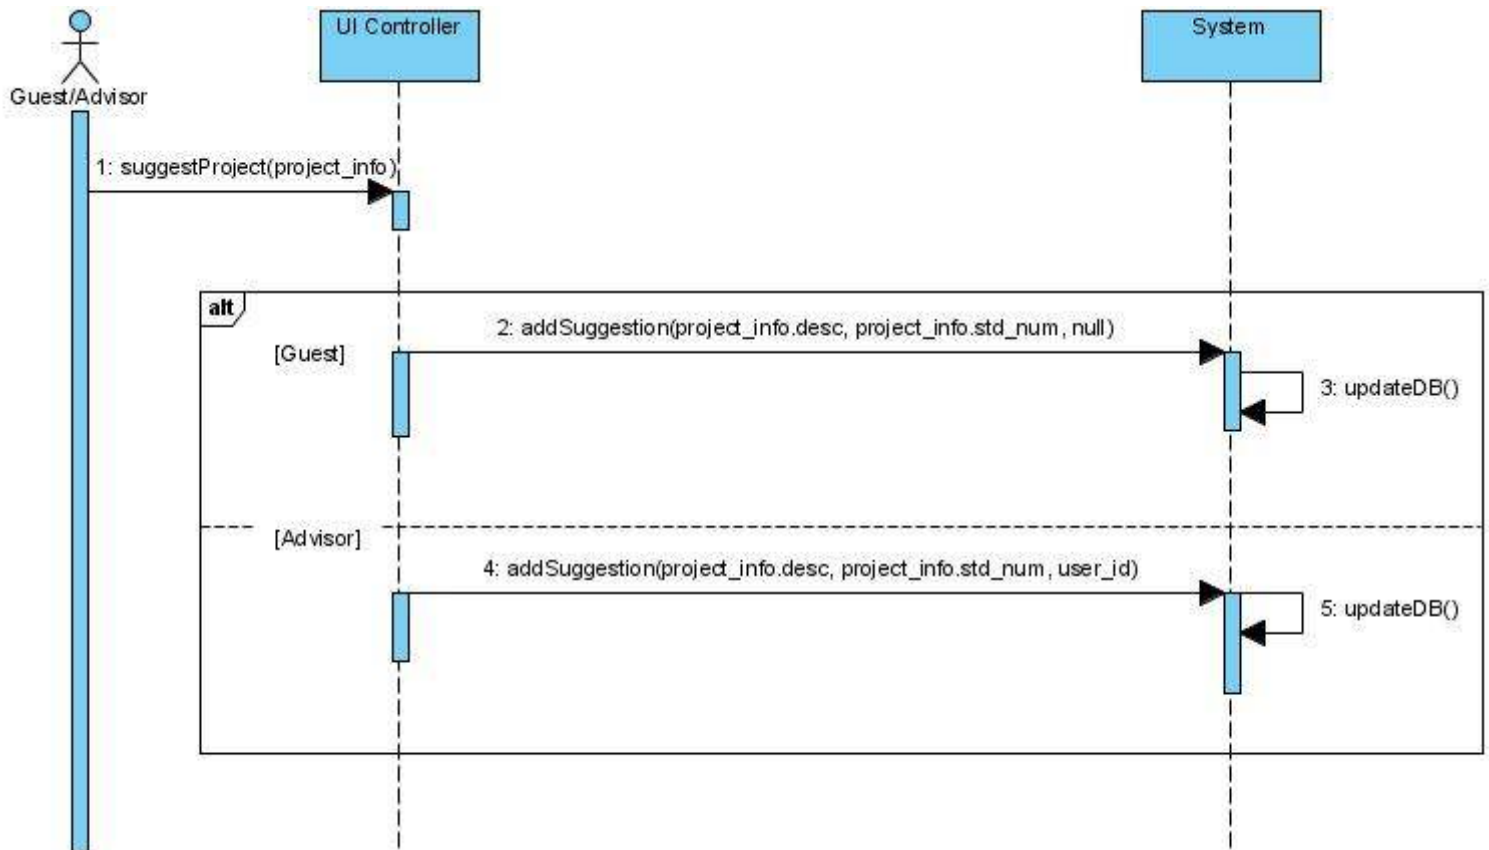 UI Controller
System
Guest/Advisor
1: suggestProject(project_info)
alt
2: addSuggestion(project_info.desc, project_info.std_num, null)
[Guest]
3: updateDB()
[Advisor]
4: addSuggestion(project_info.desc, project_info.std_num, user_id)
5: updateDB()